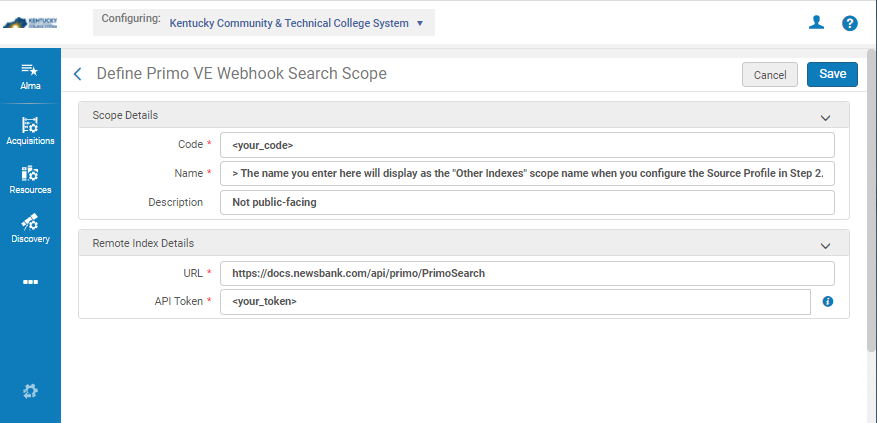 KENTUCKY
Configuring:
Kentucky Community & Technical College System
Define Primo VE Webhook Search Scope
Cancel
Save
Alma
Acquisitions
Resources
Discovery
Scope Details
Code *
<your_code>
Name *
> The name you enter here will display as the "Other Indexes" scope name when you configure the Source Profile in Step 2.
Description
Not public-facing
Remote Index Details
URL *
https://docs.newsbank.com/api/primo/PrimoSearch
API Token *
<your_token>